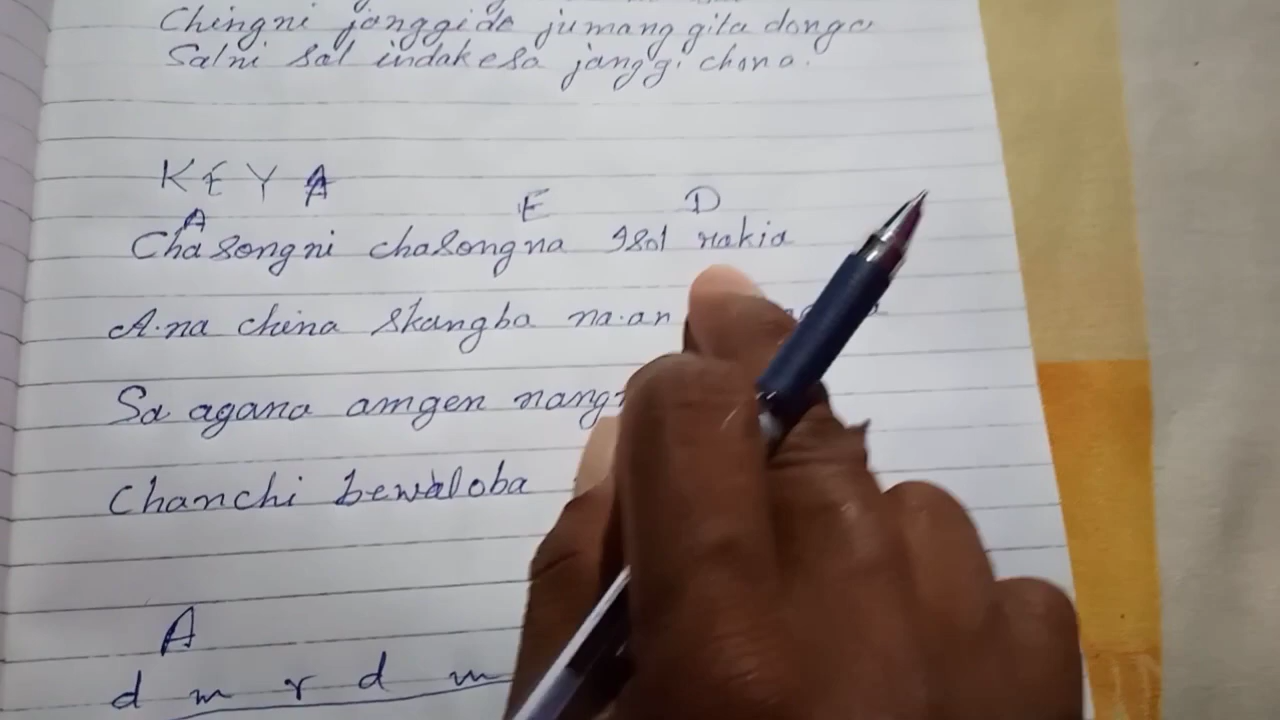 Chingni janggide jumang gita donga
Salni sal indakesa janggi chona.
KEY A
A E D
Chasongni chasongna Isol rakia
A.na china skangba na.an
Sa agana amgen nang
Chanchi bewaloba
A
d m r d m